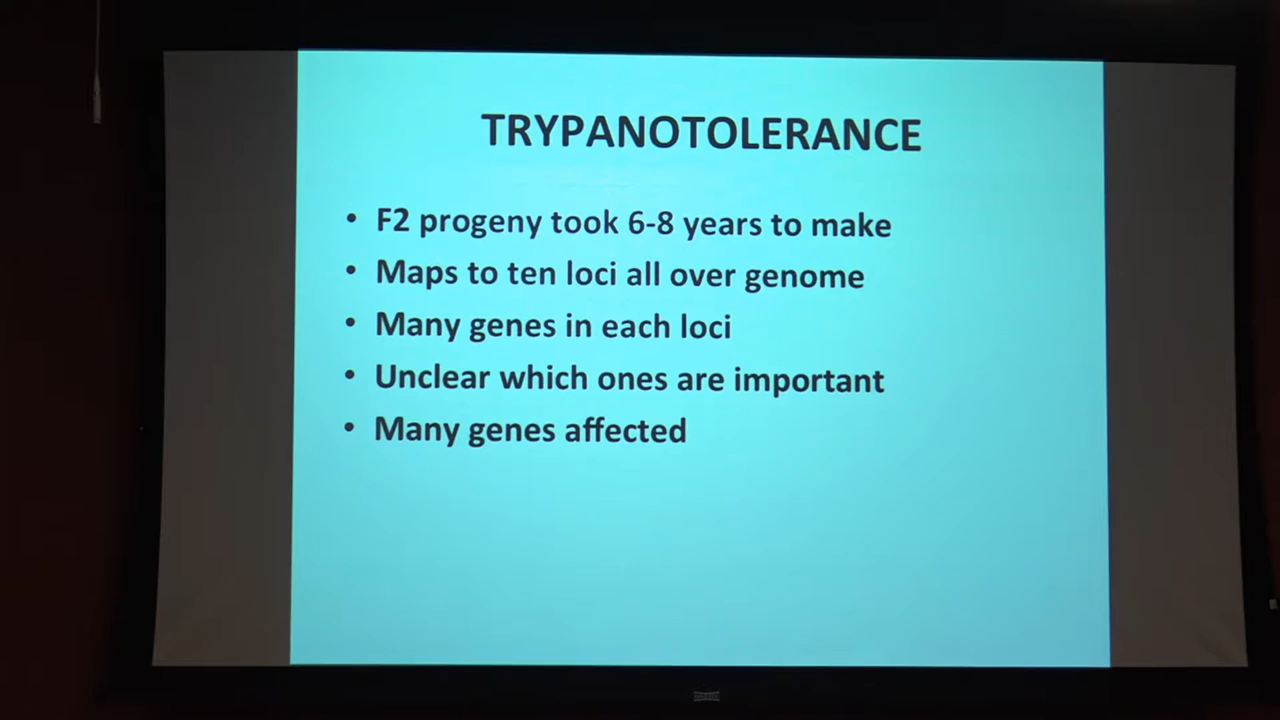 TRYPANOTOLERANCE
• F2 progeny took 6-8 years to make
• Maps to ten loci all over genome
• Many genes in each loci
• Unclear which ones are important
• Many genes affected